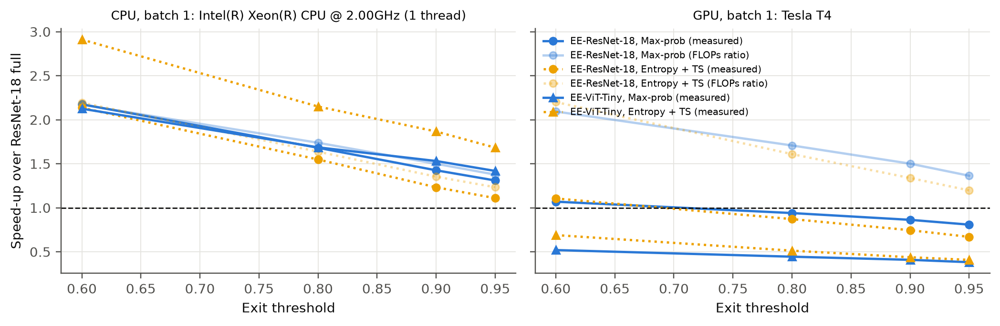 CPU, batch 1: Intel(R) Xeon(R) CPU @ 2.00GHz (1 thread)
Speed-up over ResNet-18 full
3.0
2.5
2.0
1.5
1.0
0.5
0.60 0.65 0.70 0.75 0.80 0.85 0.90 0.95
Exit threshold
GPU, batch 1: Tesla T4
EE-ResNet-18, Max-prob (measured)
EE-ResNet-18, Max-prob (FLOPs ratio)
EE-ResNet-18, Entropy + TS (measured)
EE-ResNet-18, Entropy + TS (FLOPs ratio)
EE-ViT-Tiny, Max-prob (measured)
EE-ViT-Tiny, Entropy + TS (measured)
0.60 0.65 0.70 0.75 0.80 0.85 0.90 0.95
Exit threshold